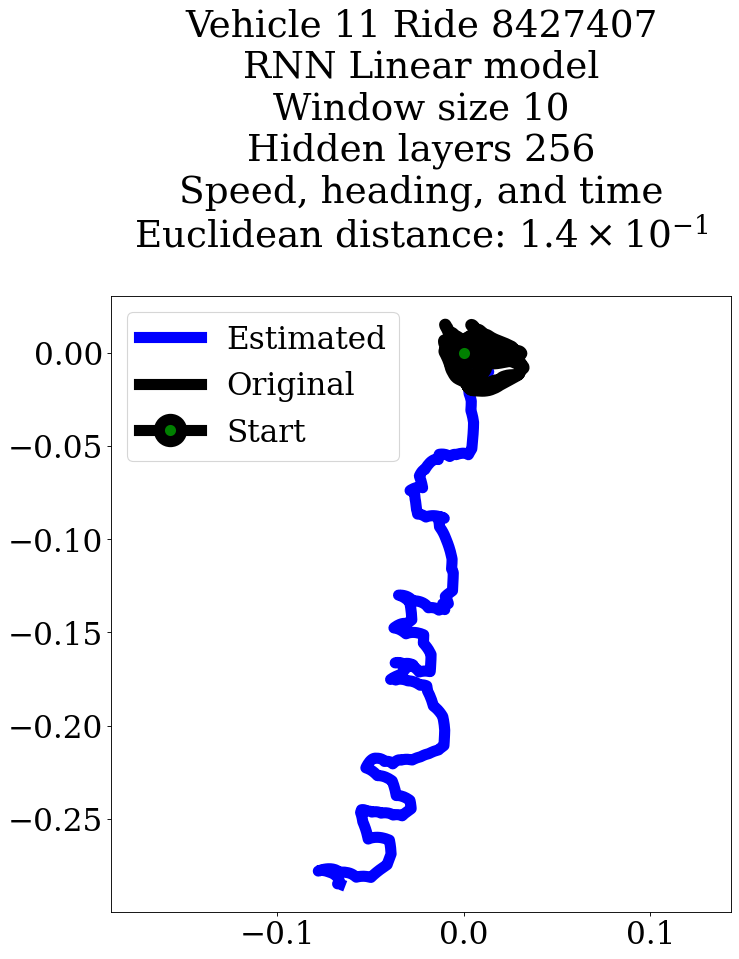 Vehicle 11 Ride 8427407
RNN Linear model
Window size 10
Hidden layers 256
Speed, heading, and time
Euclidean distance: 1.4 × 10⁻¹
Estimated
Original
Start
0.00
−0.05
−0.10
−0.15
−0.20
−0.25
−0.1 0.0 0.1